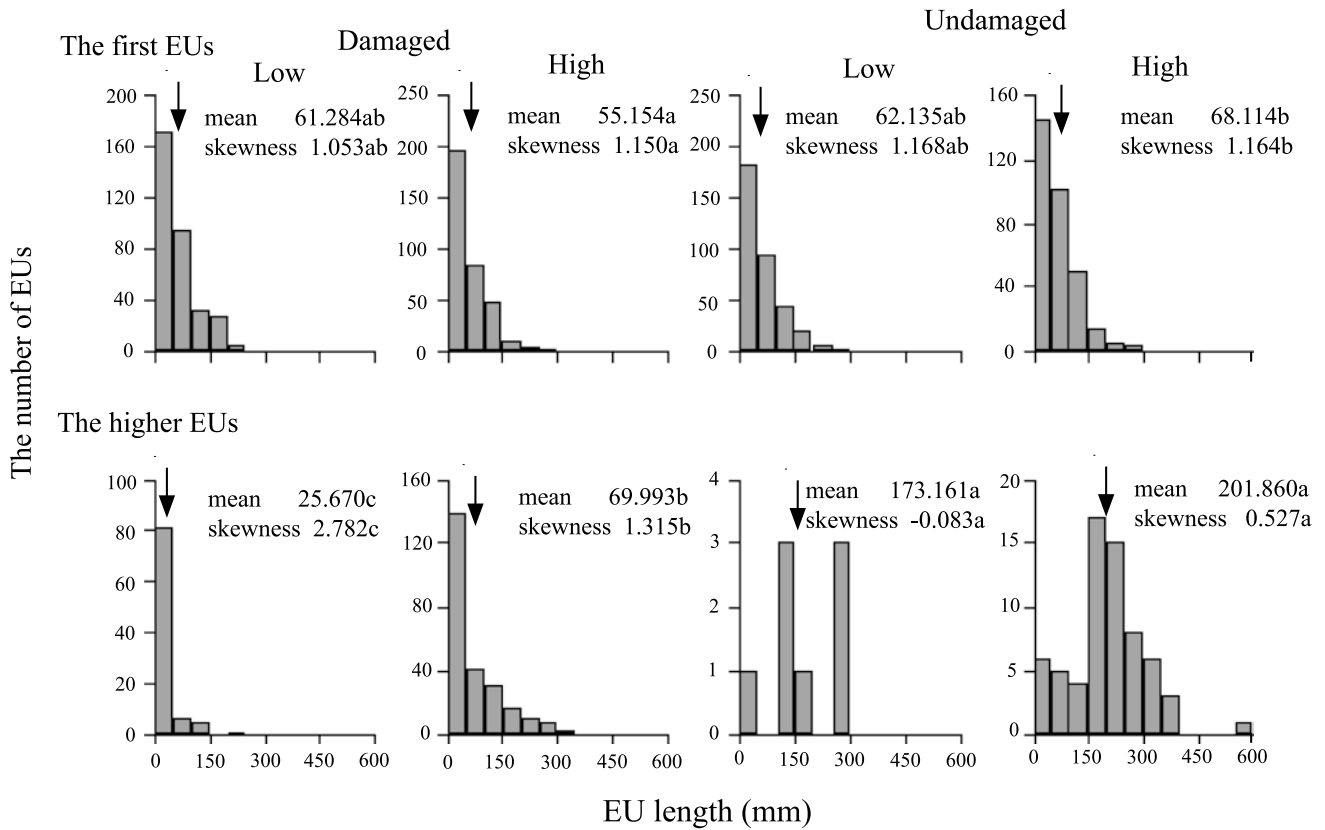 The first EUs
Damaged
Undamaged
Low
High
Low
High
The number of EUs
200
160
120
80
40
0
mean 61.284ab
skewness 1.053ab
250
200
150
100
50
0
mean 55.154a
skewness 1.150a
250
200
150
100
50
0
mean 62.135ab
skewness 1.168ab
160
120
80
40
0
mean 68.114b
skewness 1.164b
The higher EUs
100
80
60
40
20
0
mean 25.670c
skewness 2.782c
0 150 300 450 600
160
120
80
40
0
mean 69.993b
skewness 1.315b
0 150 300 450 600
4
3
2
1
0
mean 173.161a
skewness -0.083a
0 150 300 450 600
20
15
10
5
0
mean 201.860a
skewness 0.527a
0 150 300 450 600
EU length (mm)